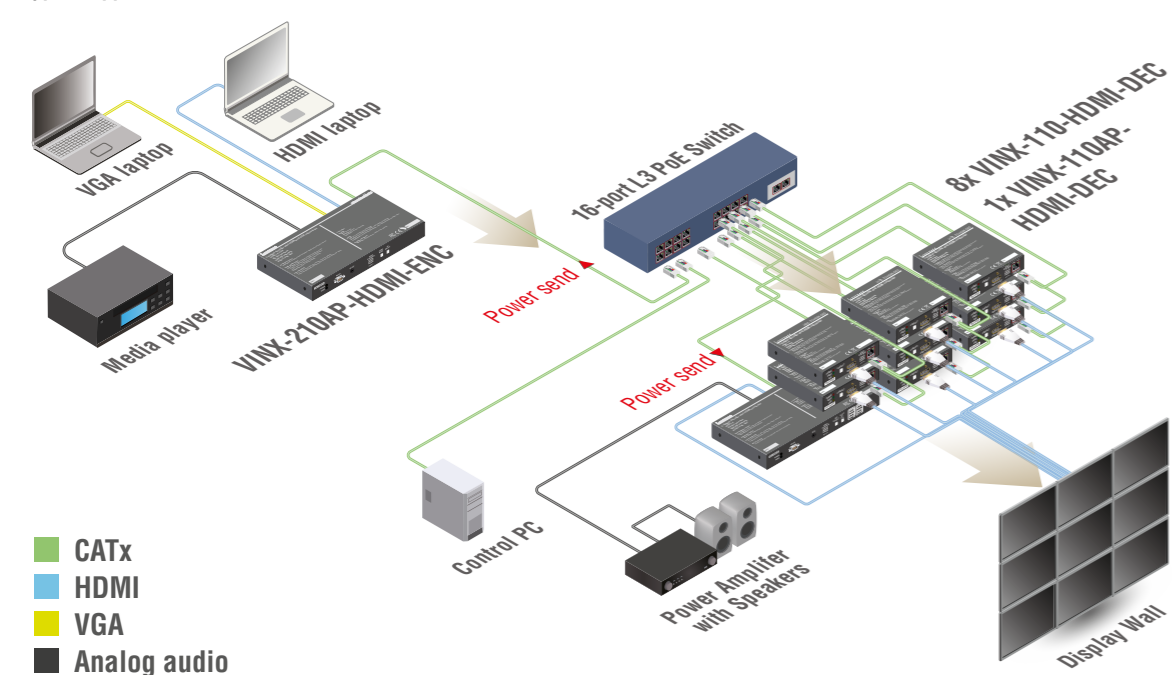 VGA laptop
HDMI laptop
Media player
VINX-210AP-HDMI-ENC
Power send
16-port L3 PoE Switch
8x VINX-110-HDMI-DEC
1x VINX-110AP-
HDMI-DEC
Power send
Control PC
Power Amplifer
with Speakers
Display Wall
CATx
HDMI
VGA
Analog audio